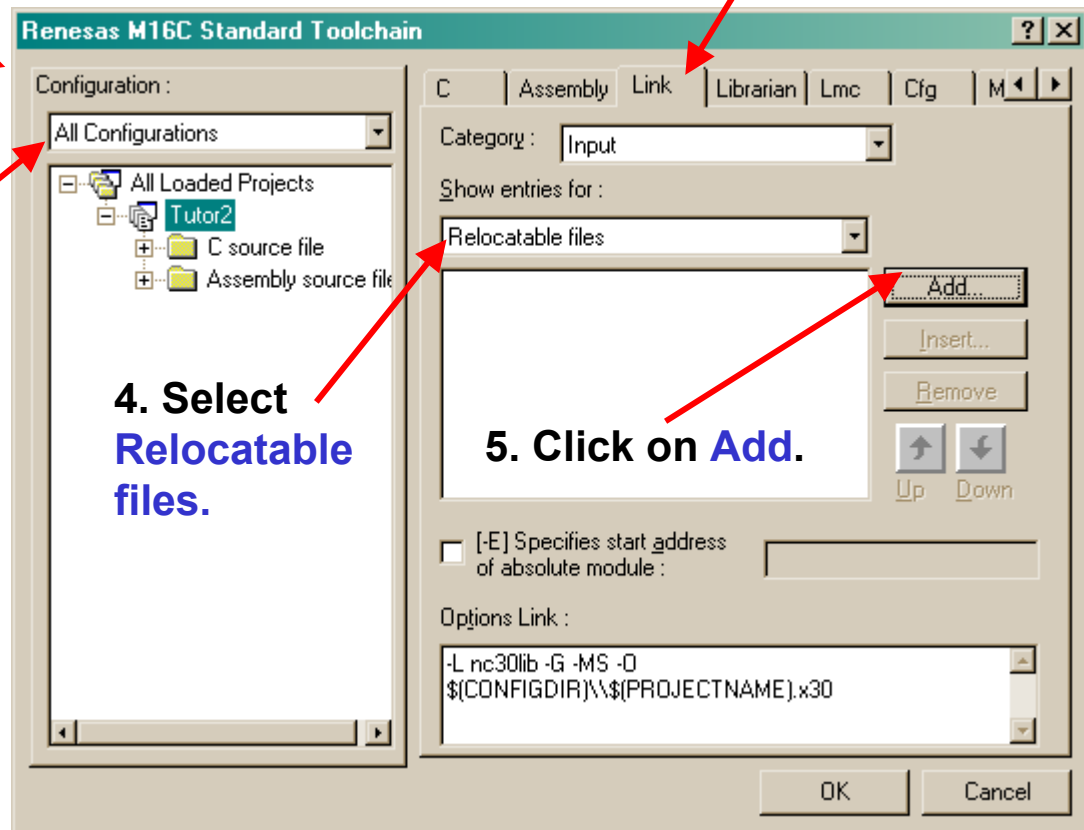 Renesas M16C Standard Toolchain
Configuration :
All Configurations
All Loaded Projects
Tutor2
C source file
Assembly source file
4. Select
Relocatable
files.
C Assembly Link Librarian Lmc Cfg M
Category : Input
Show entries for :
Relocatable files
Add...
Insert...
Remove
Up Down
5. Click on Add.
[-E] Specifies start address
of absolute module :
Options Link :
-L nc30lib -G -MS -O
$(CONFIGDIR)\\$(PROJECTNAME).x30
OK Cancel